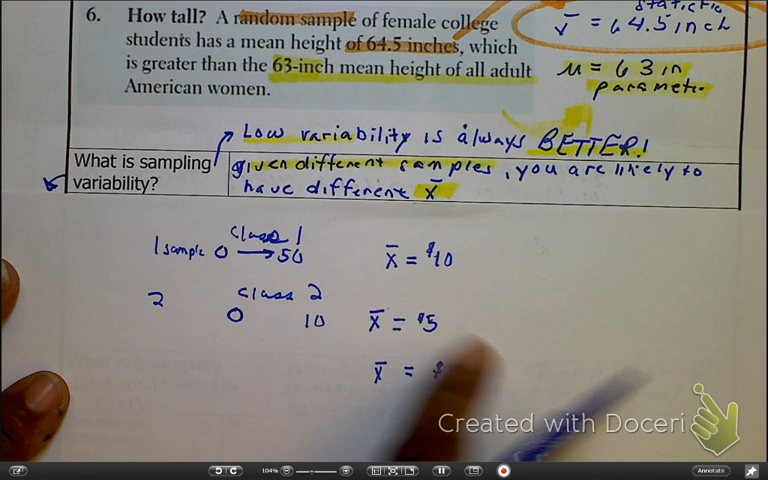 6. How tall? A random sample of female college
students has a mean height of 64.5 inches, which
is greater than the 63-inch mean height of all adult
American women.
statistic
x̄ = 64.5 inch
μ = 63 in
parameter
Low variability is always BETTER!
What is sampling
variability?
given different samples, you are likely to
have different x̄
Class 1
1 sample 0 → 50 x̄ = $10
2 Class 2
0 10 x̄ = $5
x̄ = $
Created with Doceri
104%
Annotate